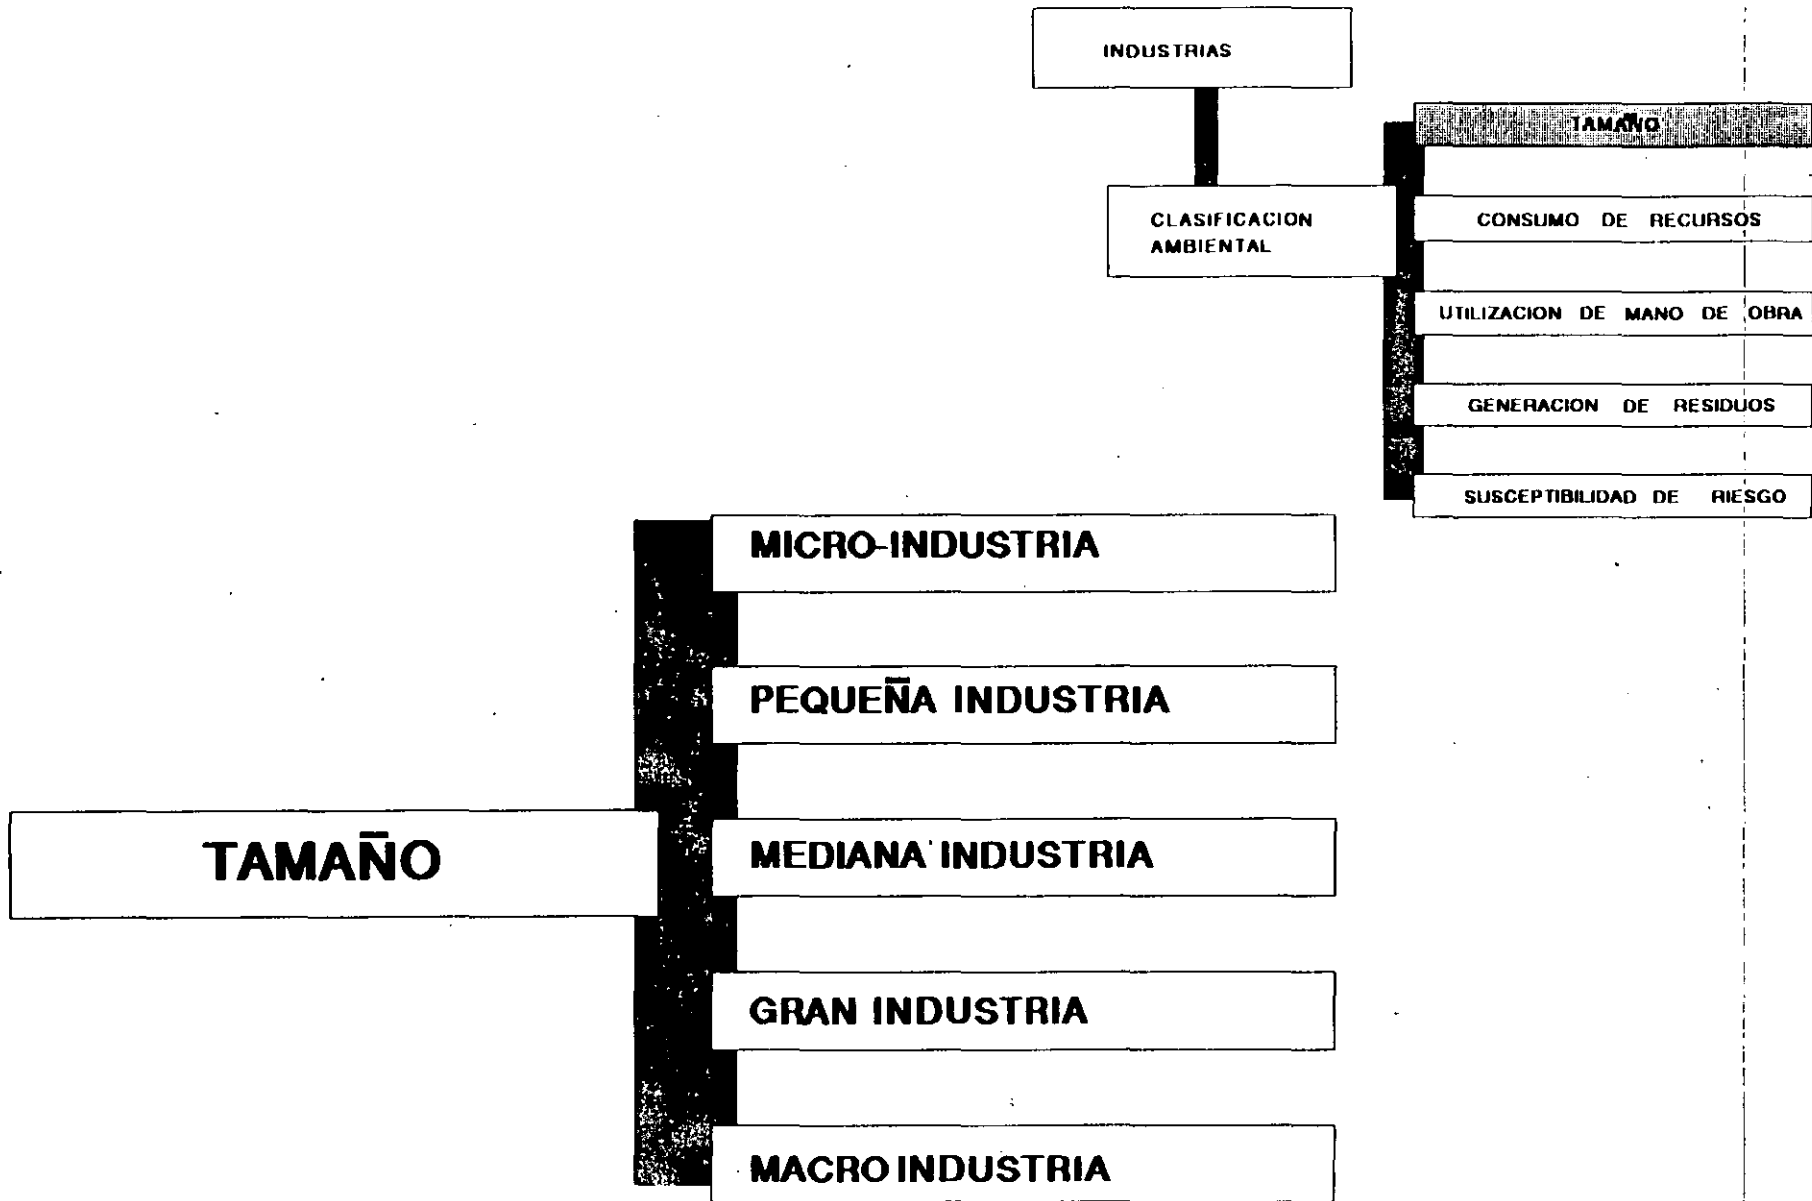 INDUSTRIAS
CLASIFICACION
AMBIENTAL
TAMAÑO
CONSUMO DE RECURSOS
UTILIZACION DE MANO DE OBRA
GENERACION DE RESIDUOS
SUSCEPTIBILIDAD DE RIESGO
TAMAÑO
MICRO-INDUSTRIA
PEQUEÑA INDUSTRIA
MEDIANA INDUSTRIA
GRAN INDUSTRIA
MACRO INDUSTRIA